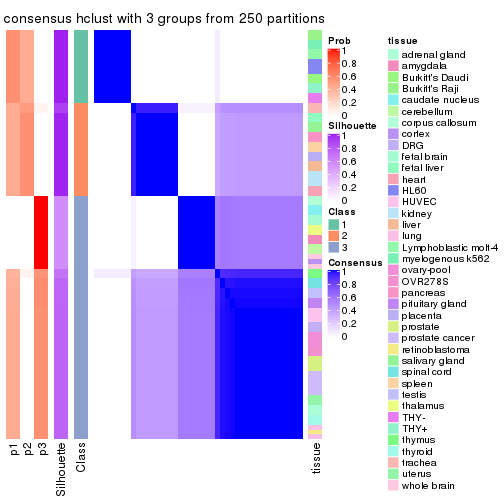 consensus hclust with 3 groups from 250 partitions
Prob
1
0.8
0.6
0.4
0.2
0
Silhouette
1
0.8
0.6
0.4
0.2
0
Class
1
2
3
Consensus
1
0.8
0.6
0.4
0.2
0
tissue
adrenal gland
amygdala
Burkitt's Daudi
Burkitt's Raji
caudate nucleus
cerebellum
corpus callosum
cortex
DRG
fetal brain
fetal liver
heart
HL60
HUVEC
kidney
liver
lung
Lymphoblastic molt-4
myelogenous k562
ovary-pool
OVR278S
pancreas
pituitary gland
placenta
prostate
prostate cancer
retinoblastoma
salivary gland
spinal cord
spleen
testis
thalamus
THY-
THY+
thymus
thyroid
trachea
uterus
whole brain
p1
p2
p3
Silhouette
Class
tissue